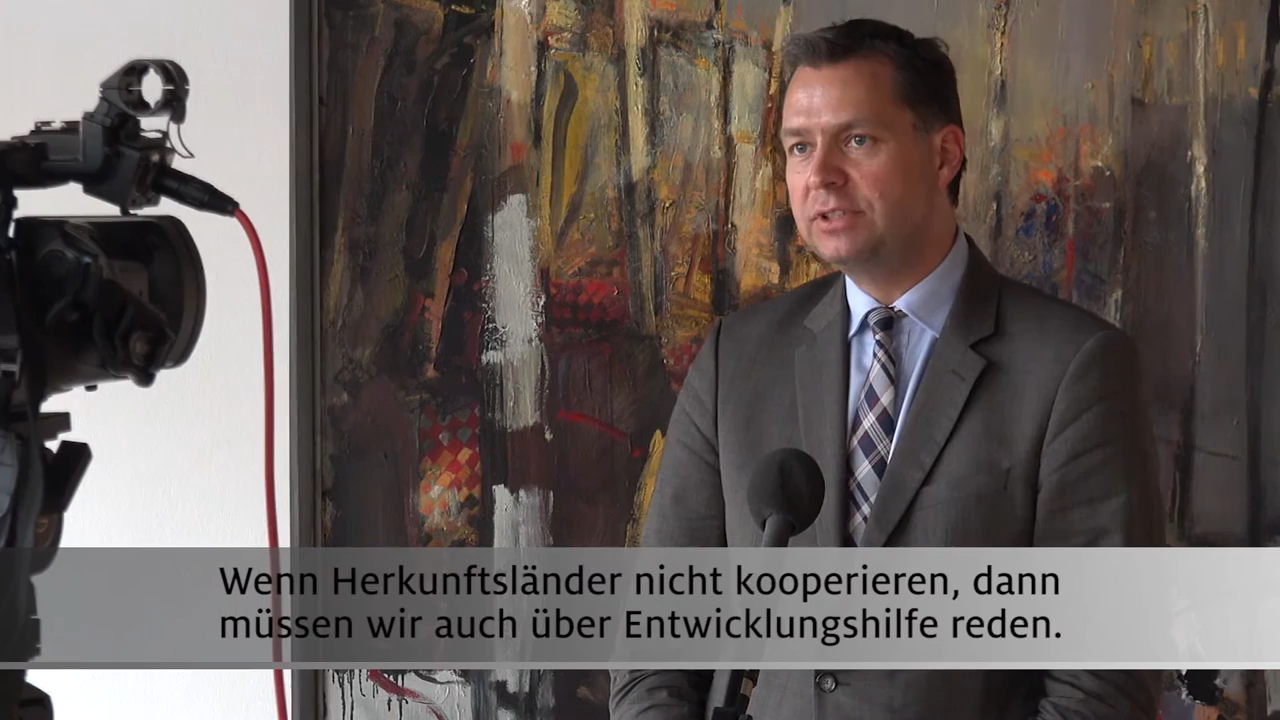 Wenn Herkunftsländer nicht kooperieren, dann
müssen wir auch über Entwicklungshilfe reden.